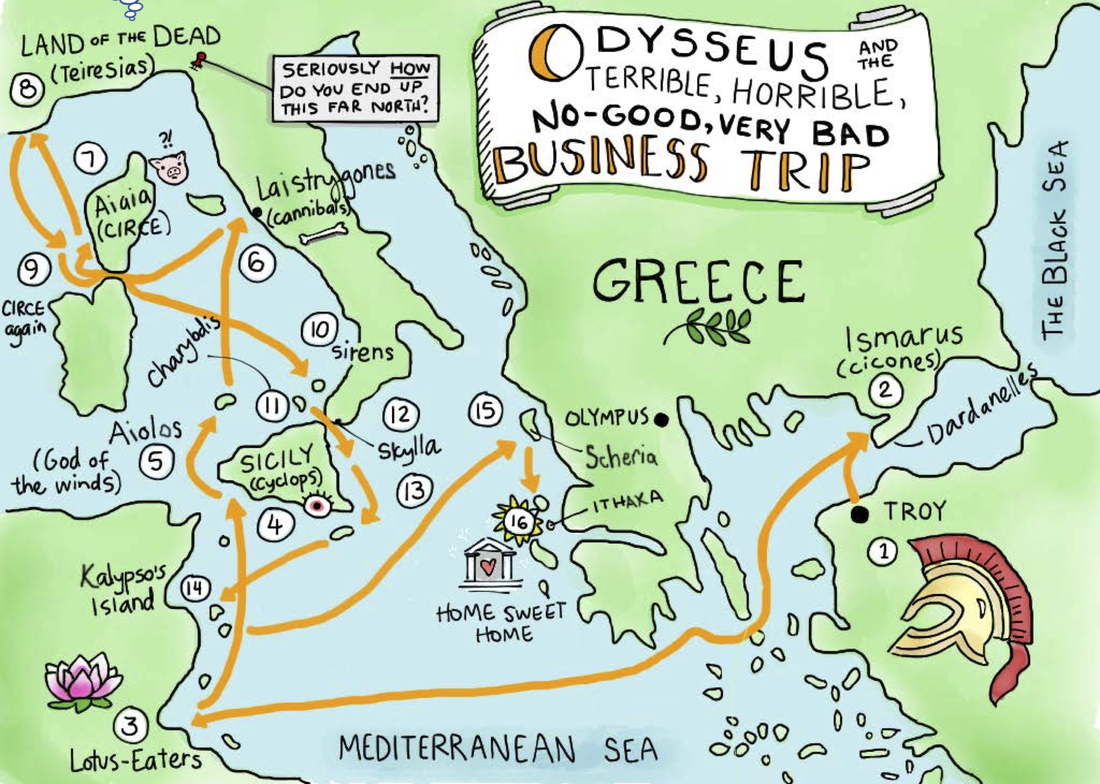 ODYSSEUS AND THE
TERRIBLE, HORRIBLE,
NO-GOOD, VERY BAD
BUSINESS TRIP
LAND OF THE DEAD
(Teiresias)
8
SERIOUSLY HOW
DO YOU END UP
THIS FAR NORTH?
7
?!
Aiaia
(CIRCE)
Laistrygones
(cannibals)
6
9
CIRCE
again
GREECE
THE BLACK SEA
10
Sirens
Charybdis
11
12
Skylla
13
15
Ismarus
(cicones)
2
Dardanelles
OLYMPUS
Scheria
ITHAKA
16
HOME SWEET
HOME
Aiolos
(God of
the winds)
5
SICILY
(Cyclops)
4
TROY
1
Kalypso's
Island
14
3
Lotus-Eaters
MEDITERRANEAN SEA